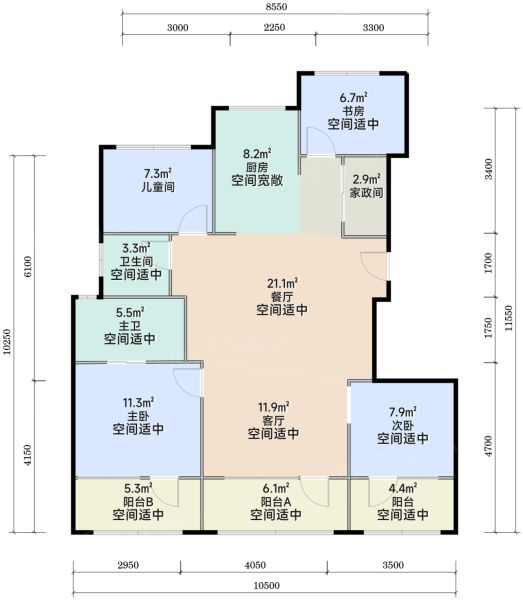 8550
3000
2250
3300
6.7㎡
书房
空间适中
8.2㎡
厨房
空间宽敞
7.3㎡
儿童间
2.9㎡
家政间
3.3㎡
卫生间
空间适中
21.1㎡
餐厅
空间适中
5.5㎡
主卫
空间适中
11.3㎡
主卧
空间适中
11.9㎡
客厅
空间适中
7.9㎡
次卧
空间适中
5.3㎡
阳台B
空间适中
6.1㎡
阳台A
空间适中
4.4㎡
阳台
空间适中
10250
6100
4150
3400
1700
1750
4700
11550
2950
4050
3500
10500